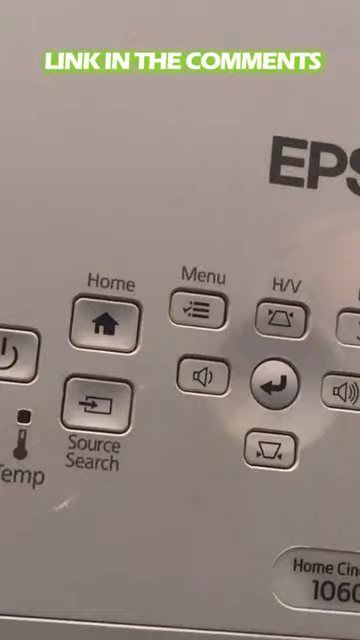 LINK IN THE COMMENTS
EPS
Home
Menu
H/V
Source
Search
Temp
Home Cin
1060